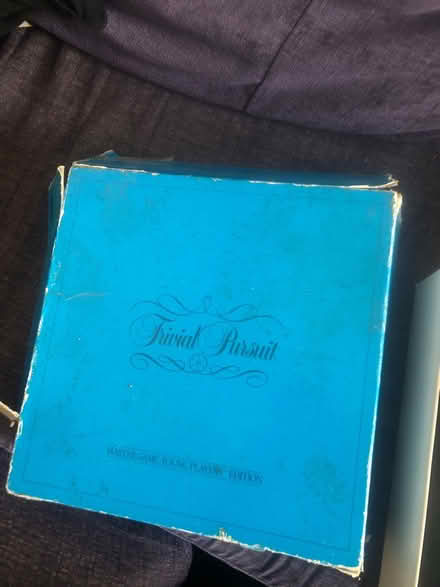 Trivial Pursuit
MASTER GAME YOUNG PLAYERS' EDITION